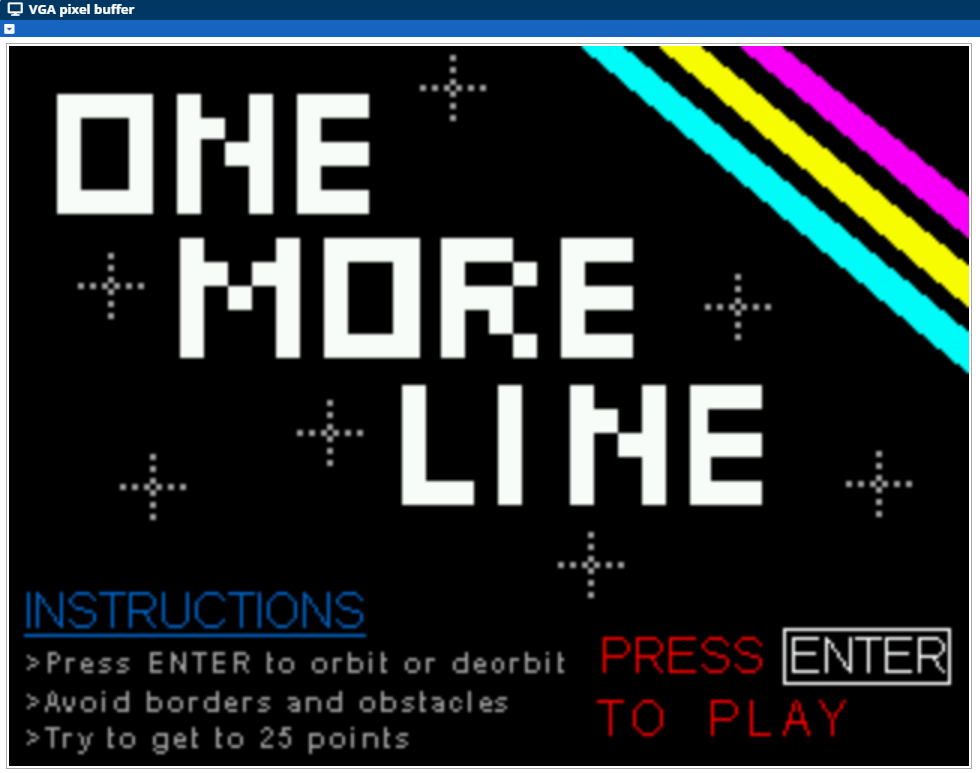 VGA pixel buffer
ONE
MORE
LINE
INSTRUCTIONS
>Press ENTER to orbit or deorbit
>Avoid borders and obstacles
>Try to get to 25 points
PRESS ENTER
TO PLAY